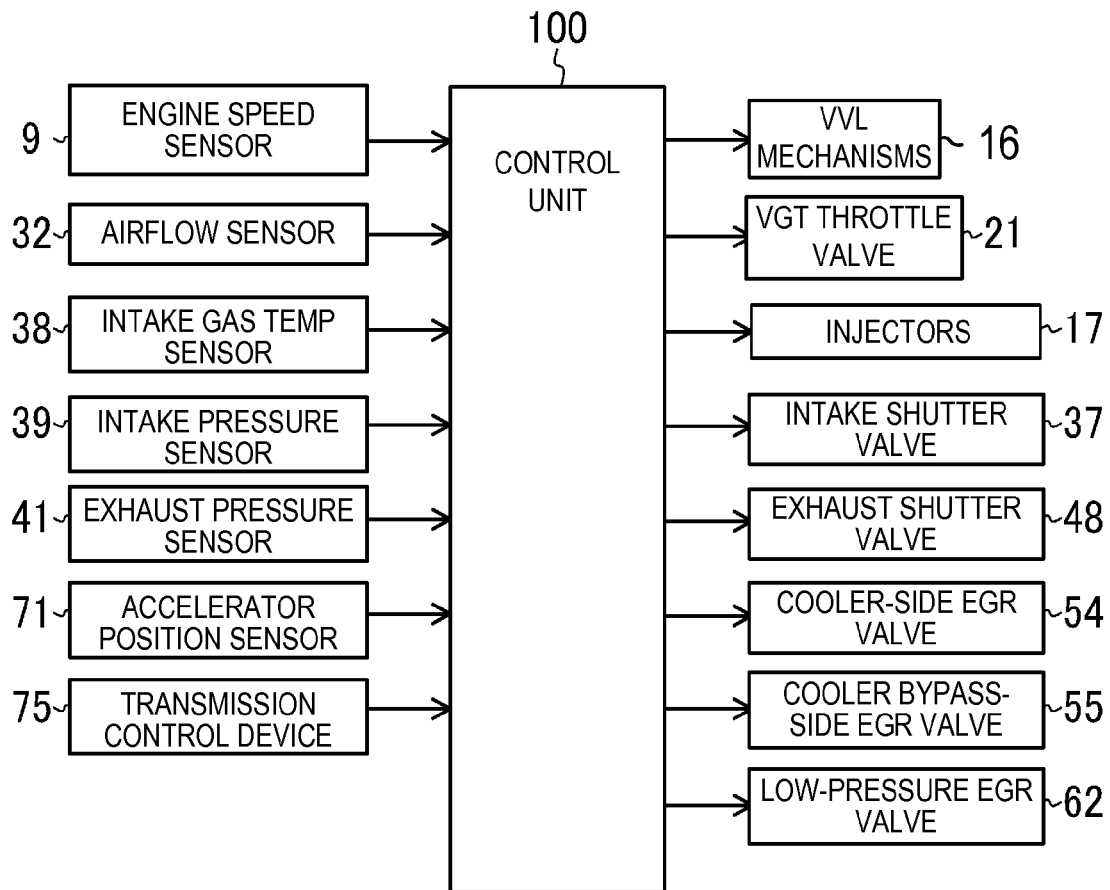 100
CONTROL
UNIT
9
ENGINE SPEED
SENSOR
32
AIRFLOW SENSOR
38
INTAKE GAS TEMP
SENSOR
39
INTAKE PRESSURE
SENSOR
41
EXHAUST PRESSURE
SENSOR
71
ACCELERATOR
POSITION SENSOR
75
TRANSMISSION
CONTROL DEVICE
VVL
MECHANISMS
16
VGT THROTTLE
VALVE
21
INJECTORS
17
INTAKE SHUTTER
VALVE
37
EXHAUST SHUTTER
VALVE
48
COOLER-SIDE EGR
VALVE
54
COOLER BYPASS-
SIDE EGR VALVE
55
LOW-PRESSURE EGR
VALVE
62